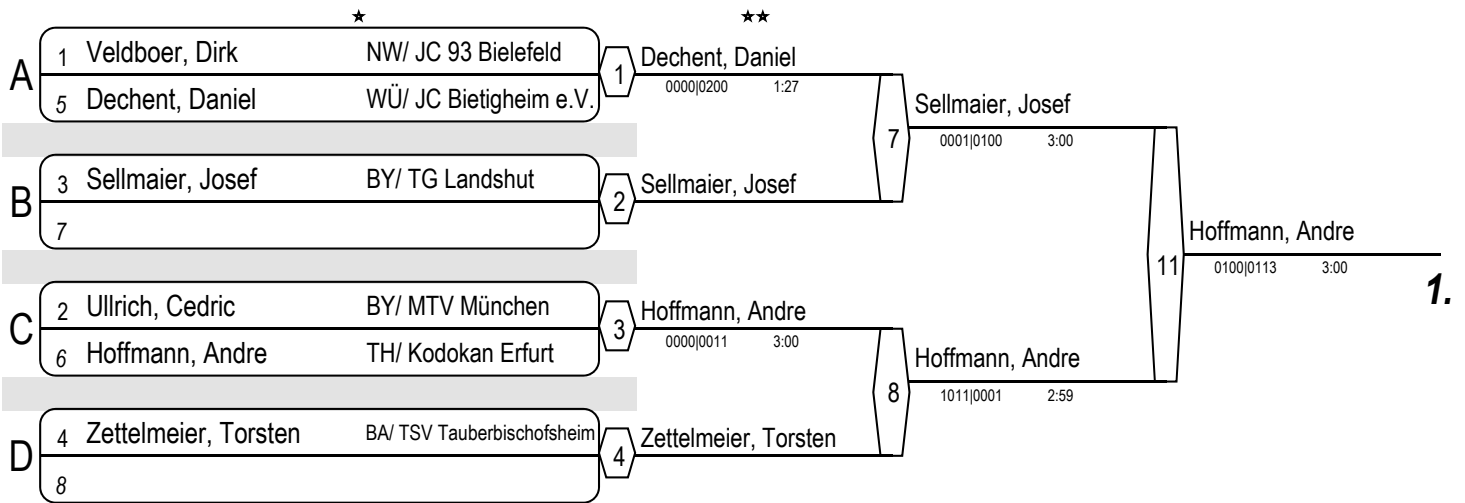 ★ ★★
A
1 Veldboer, Dirk NW/ JC 93 Bielefeld
5 Dechent, Daniel WÜ/ JC Bietigheim e.V.
1
Dechent, Daniel
0000|0200 1:27
B
3 Sellmaier, Josef BY/ TG Landshut
7
2
Sellmaier, Josef
7
Sellmaier, Josef
0001|0100 3:00
C
2 Ullrich, Cedric BY/ MTV München
6 Hoffmann, Andre TH/ Kodokan Erfurt
3
Hoffmann, Andre
0000|0011 3:00
D
4 Zettelmeier, Torsten BA/ TSV Tauberbischofsheim
8
4
Zettelmeier, Torsten
8
Hoffmann, Andre
1011|0001 2:59
11
Hoffmann, Andre
0100|0113 3:00
1.